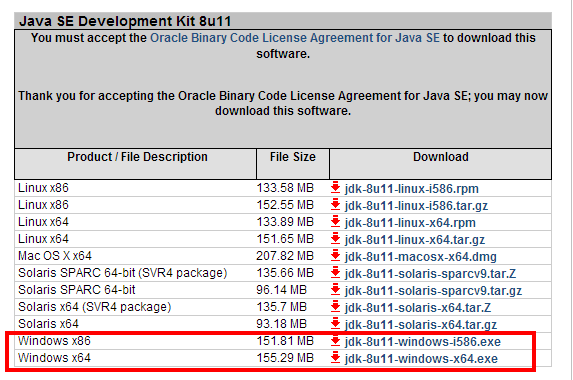 Java SE Development Kit 8u11
You must accept the Oracle Binary Code License Agreement for Java SE to download this
software.
Thank you for accepting the Oracle Binary Code License Agreement for Java SE; you may now
download this software.
Product / File Description File Size Download
Linux x86 133.58 MB jdk-8u11-linux-i586.rpm
Linux x86 152.55 MB jdk-8u11-linux-i586.tar.gz
Linux x64 133.89 MB jdk-8u11-linux-x64.rpm
Linux x64 151.65 MB jdk-8u11-linux-x64.tar.gz
Mac OS X x64 207.82 MB jdk-8u11-macosx-x64.dmg
Solaris SPARC 64-bit (SVR4 package) 135.66 MB jdk-8u11-solaris-sparcv9.tar.Z
Solaris SPARC 64-bit 96.14 MB jdk-8u11-solaris-sparcv9.tar.gz
Solaris x64 (SVR4 package) 135.7 MB jdk-8u11-solaris-x64.tar.Z
Solaris x64 93.18 MB jdk-8u11-solaris-x64.tar.gz
Windows x86 151.81 MB jdk-8u11-windows-i586.exe
Windows x64 155.29 MB jdk-8u11-windows-x64.exe